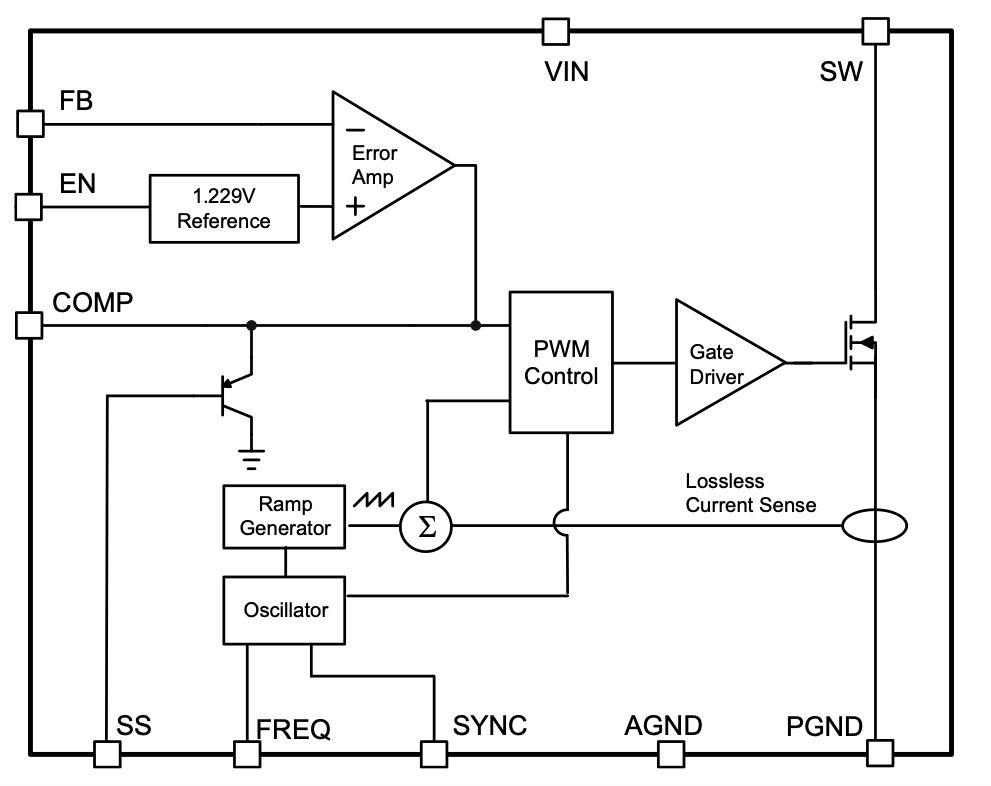 VIN
SW
FB
Error
Amp
−
+
EN
1.229V
Reference
COMP
PWM
Control
Gate
Driver
Lossless
Current Sense
Ramp
Generator
Σ
Oscillator
SS
FREQ
SYNC
AGND
PGND